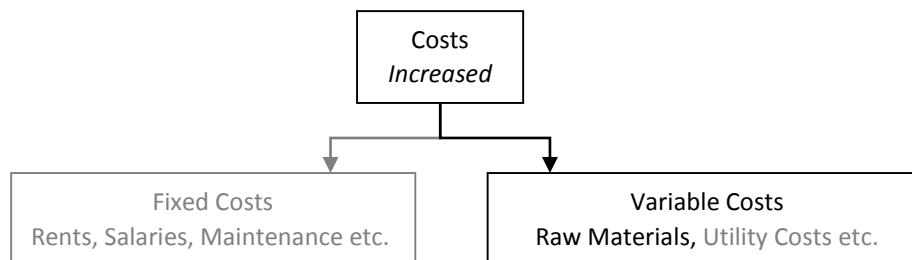 Costs
Increased
Fixed Costs
Rents, Salaries, Maintenance etc.
Variable Costs
Raw Materials, Utility Costs etc.